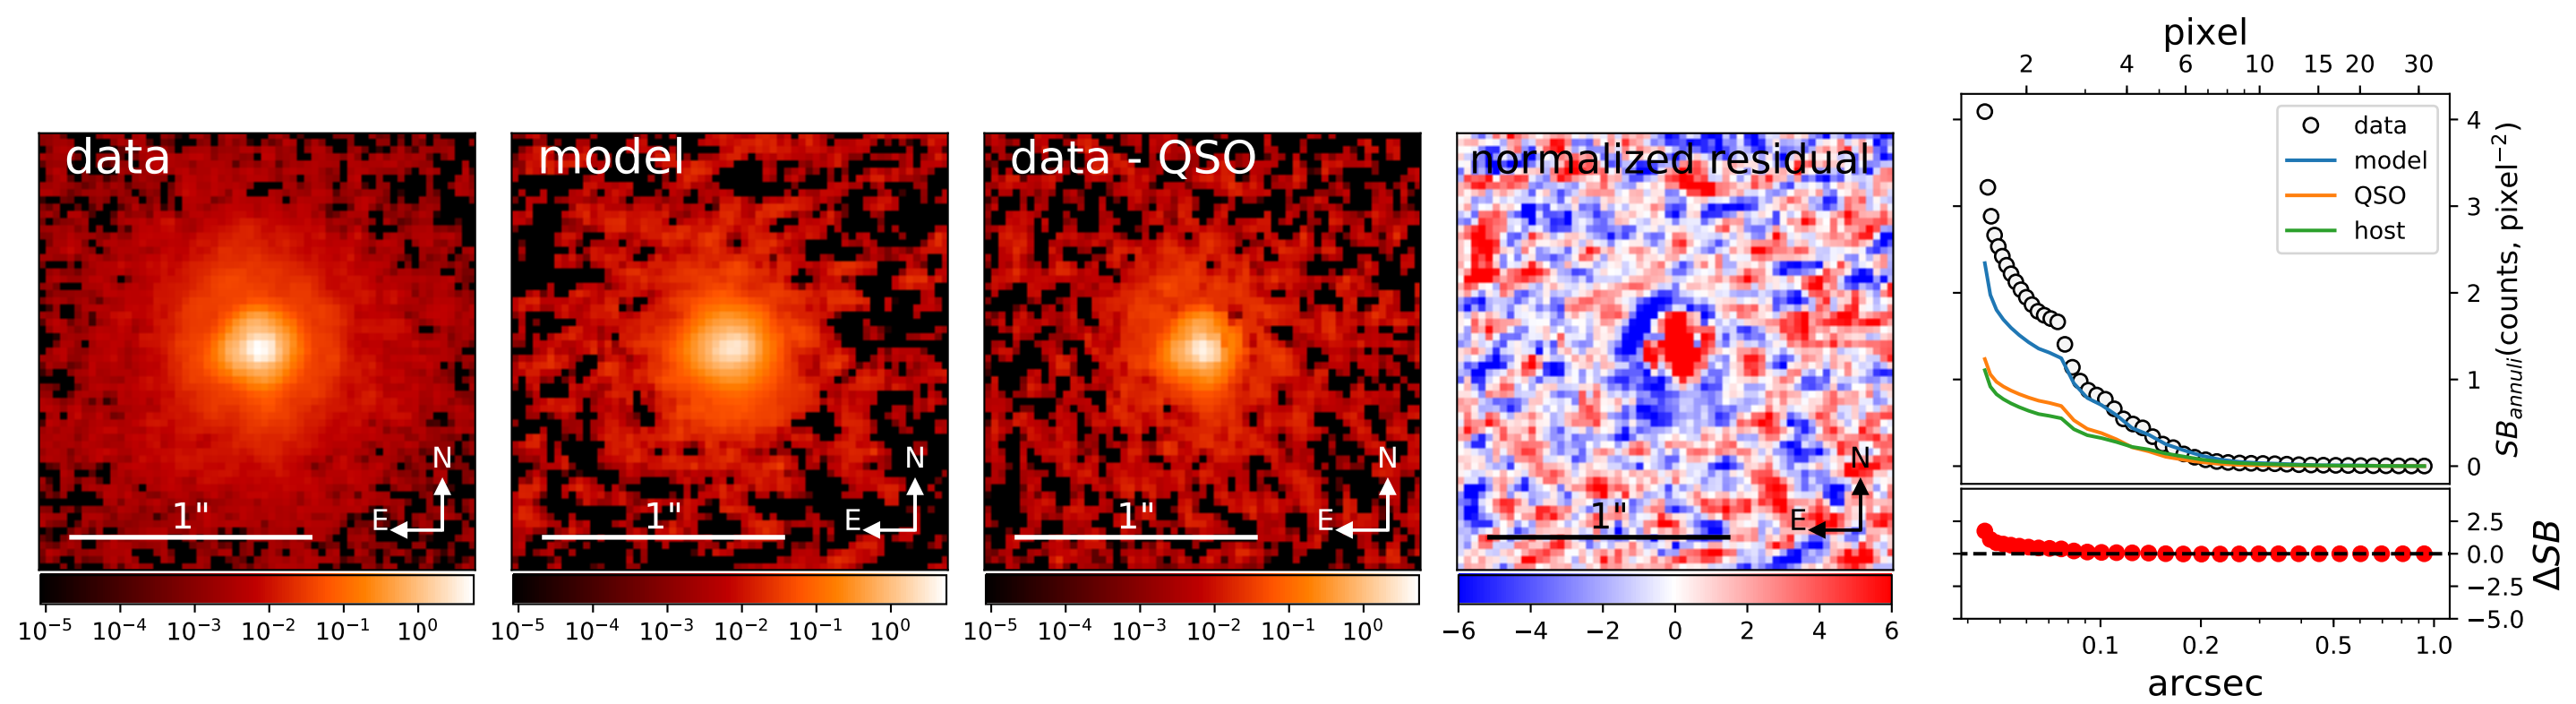 data
1"
N
E
10⁻⁵ 10⁻⁴ 10⁻³ 10⁻² 10⁻¹ 10⁰
model
1"
N
E
10⁻⁵ 10⁻⁴ 10⁻³ 10⁻² 10⁻¹ 10⁰
data - QSO
1"
N
E
10⁻⁵ 10⁻⁴ 10⁻³ 10⁻² 10⁻¹ 10⁰
normalized residual
1"
N
E
−6 −4 −2 0 2 4 6
pixel
2 4 6 10 15 20 30
data
model
QSO
host
4
3
2
1
0
SB_annuli(counts, pixel⁻²)
2.5
0.0
−2.5
−5.0
ΔSB
0.1 0.2 0.5 1.0
arcsec